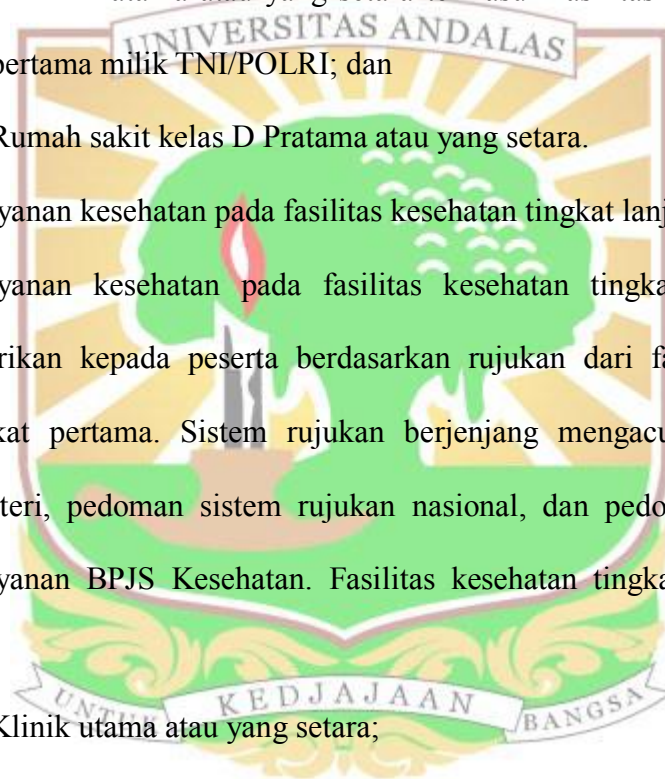 UNIVERSITAS ANDALAS
pertama milik TNI/POLRI; dan
Rumah sakit kelas D Pratama atau yang setara.
yanan kesehatan pada fasilitas kesehatan tingkat lanj
yanan kesehatan pada fasilitas kesehatan tingka
rikan kepada peserta berdasarkan rujukan dari fa
kat pertama. Sistem rujukan berjenjang mengacu
teri, pedoman sistem rujukan nasional, dan pedo
yanan BPJS Kesehatan. Fasilitas kesehatan tingka
UNTUK KEDJAJAAN BANGSA
Klinik utama atau yang setara;